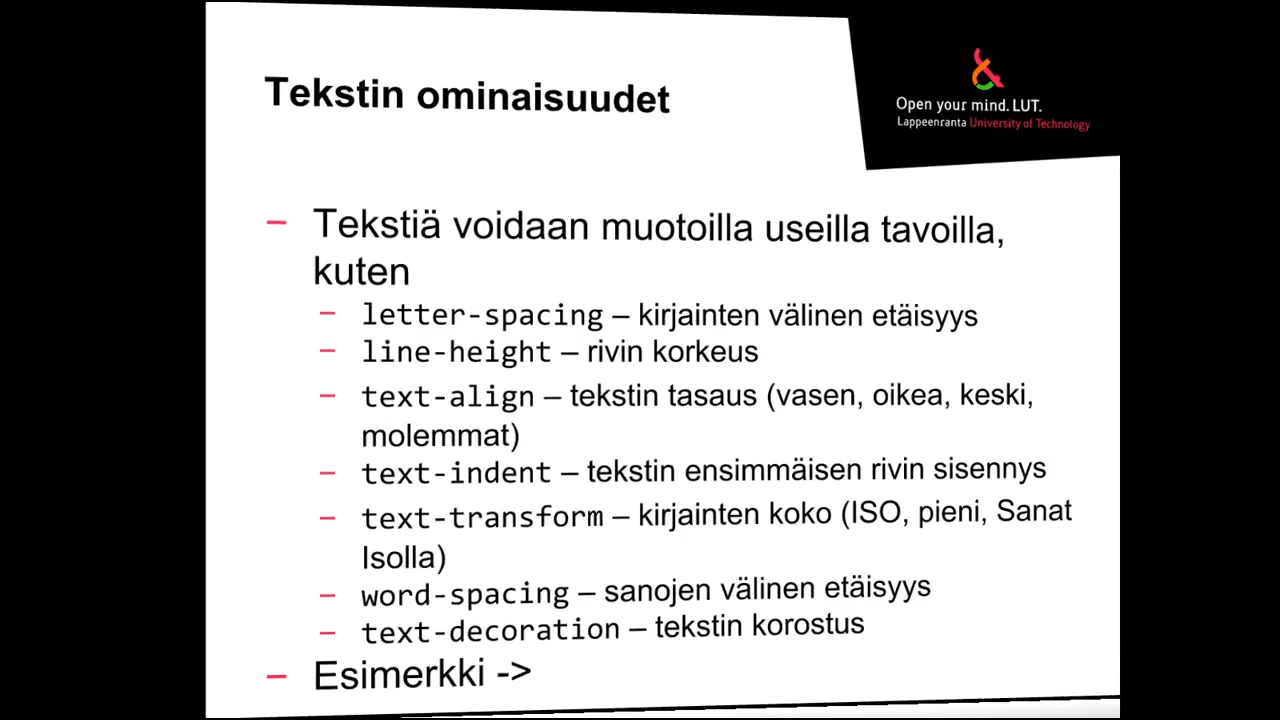 Tekstin ominaisuudet
Open your mind. LUT.
Lappeenranta University of Technology
– Tekstiä voidaan muotoilla useilla tavoilla,
kuten
– letter-spacing – kirjainten välinen etäisyys
– line-height – rivin korkeus
– text-align – tekstin tasaus (vasen, oikea, keski,
molemmat)
– text-indent – tekstin ensimmäisen rivin sisennys
– text-transform – kirjainten koko (ISO, pieni, Sanat
Isolla)
– word-spacing – sanojen välinen etäisyys
– text-decoration – tekstin korostus
– Esimerkki ->